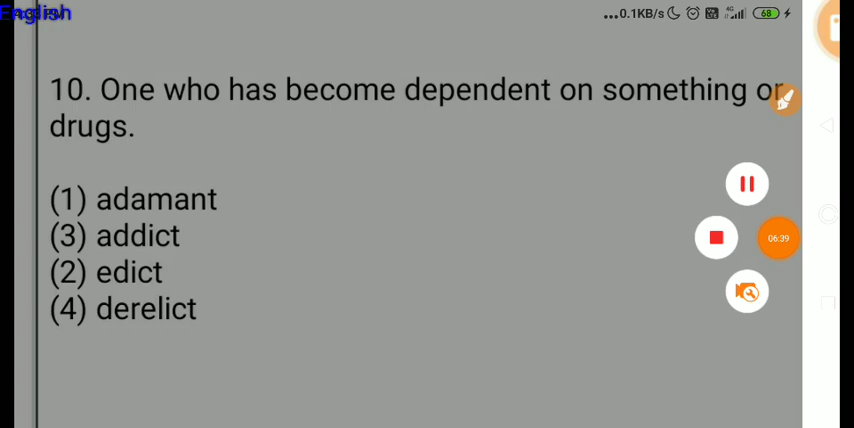 English
...0.1KB/s 4G 68
10. One who has become dependent on something or
drugs.
(1) adamant
(3) addict
(2) edict
(4) derelict
06:39